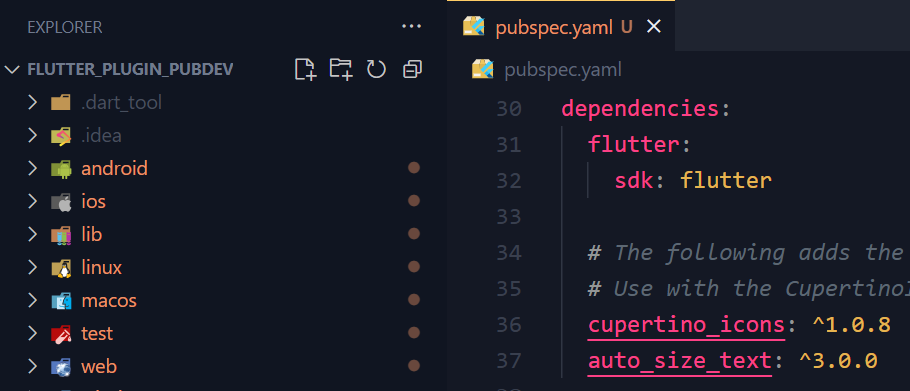 EXPLORER
FLUTTER_PLUGIN_PUBDEV
.dart_tool
.idea
android
ios
lib
linux
macos
test
web
pubspec.yaml U
pubspec.yaml
30 dependencies:
31 flutter:
32 sdk: flutter
33
34 # The following adds the
35 # Use with the Cupertino
36 cupertino_icons: ^1.0.8
37 auto_size_text: ^3.0.0